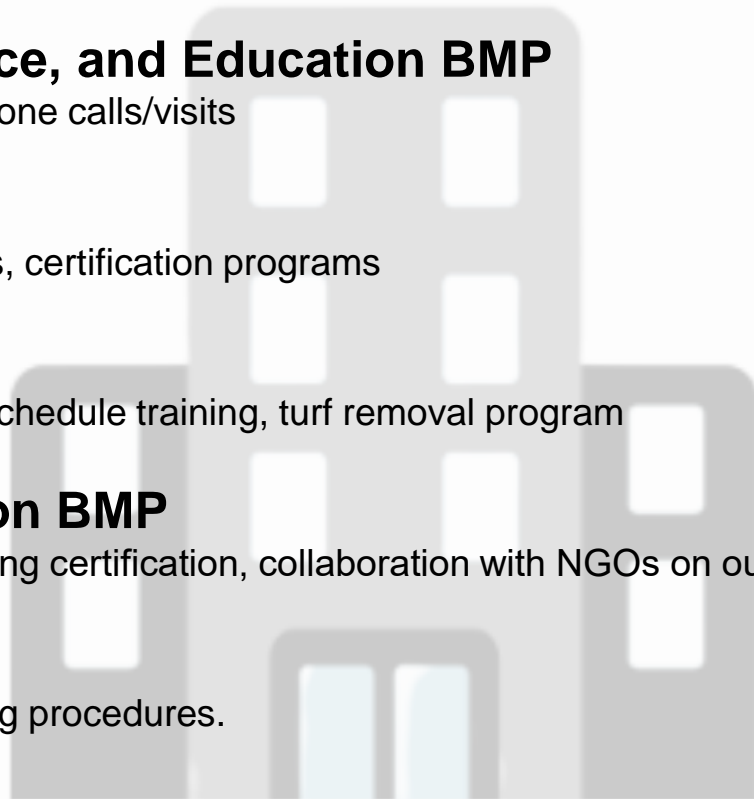 ce, and Education BMP
one calls/visits
s, certification programs
chedule training, turf removal program
on BMP
ng certification, collaboration with NGOs on ou
g procedures.